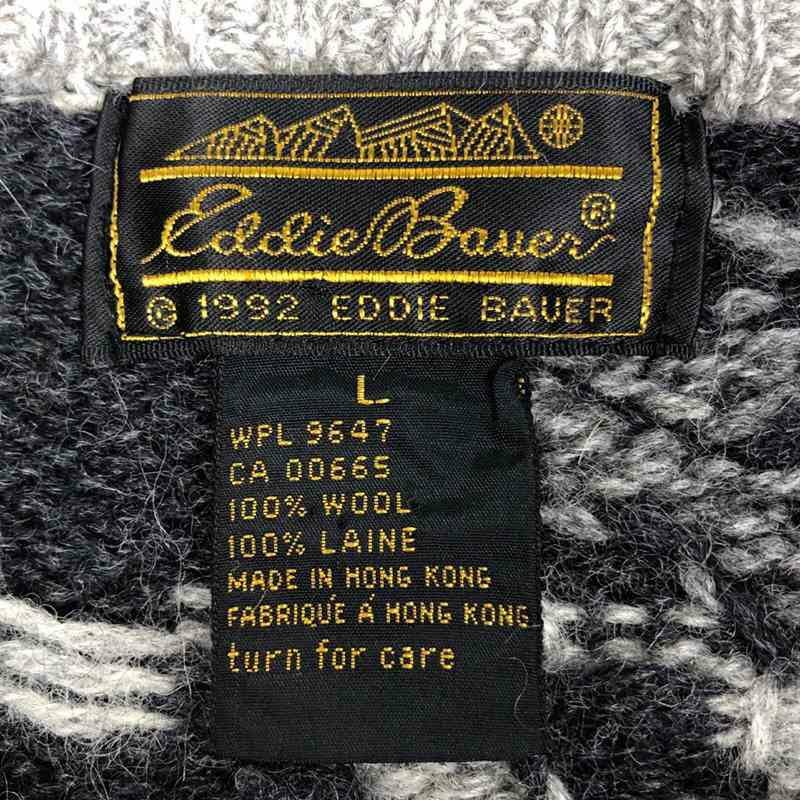 Eddie Bauer®
© 1992 EDDIE BAUER
L
WPL 9647
CA 00665
100% WOOL
100% LAINE
MADE IN HONG KONG
FABRIQUÉ Á HONG KONG
turn for care